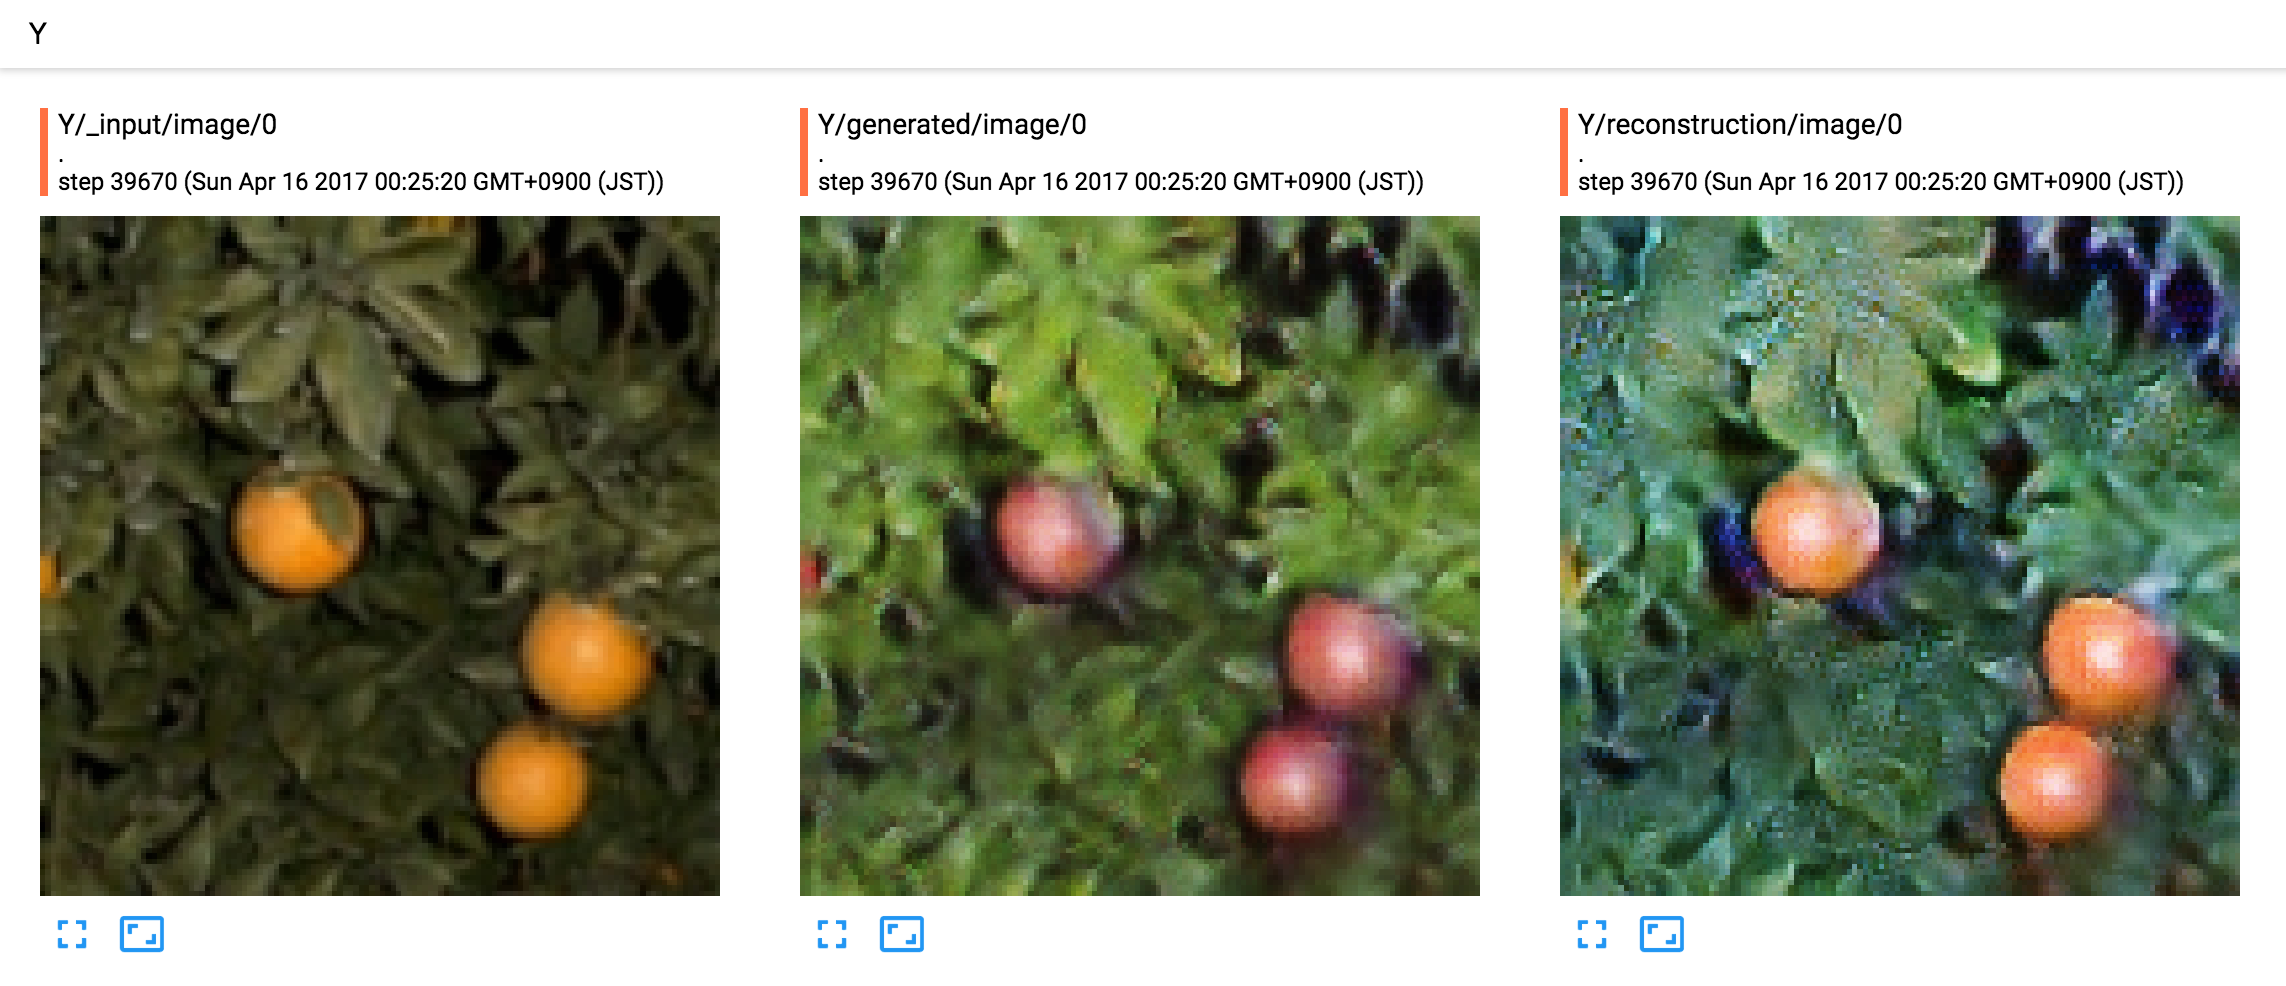 Y
Y/_input/image/0
.
step 39670 (Sun Apr 16 2017 00:25:20 GMT+0900 (JST))
Y/generated/image/0
.
step 39670 (Sun Apr 16 2017 00:25:20 GMT+0900 (JST))
Y/reconstruction/image/0
.
step 39670 (Sun Apr 16 2017 00:25:20 GMT+0900 (JST))